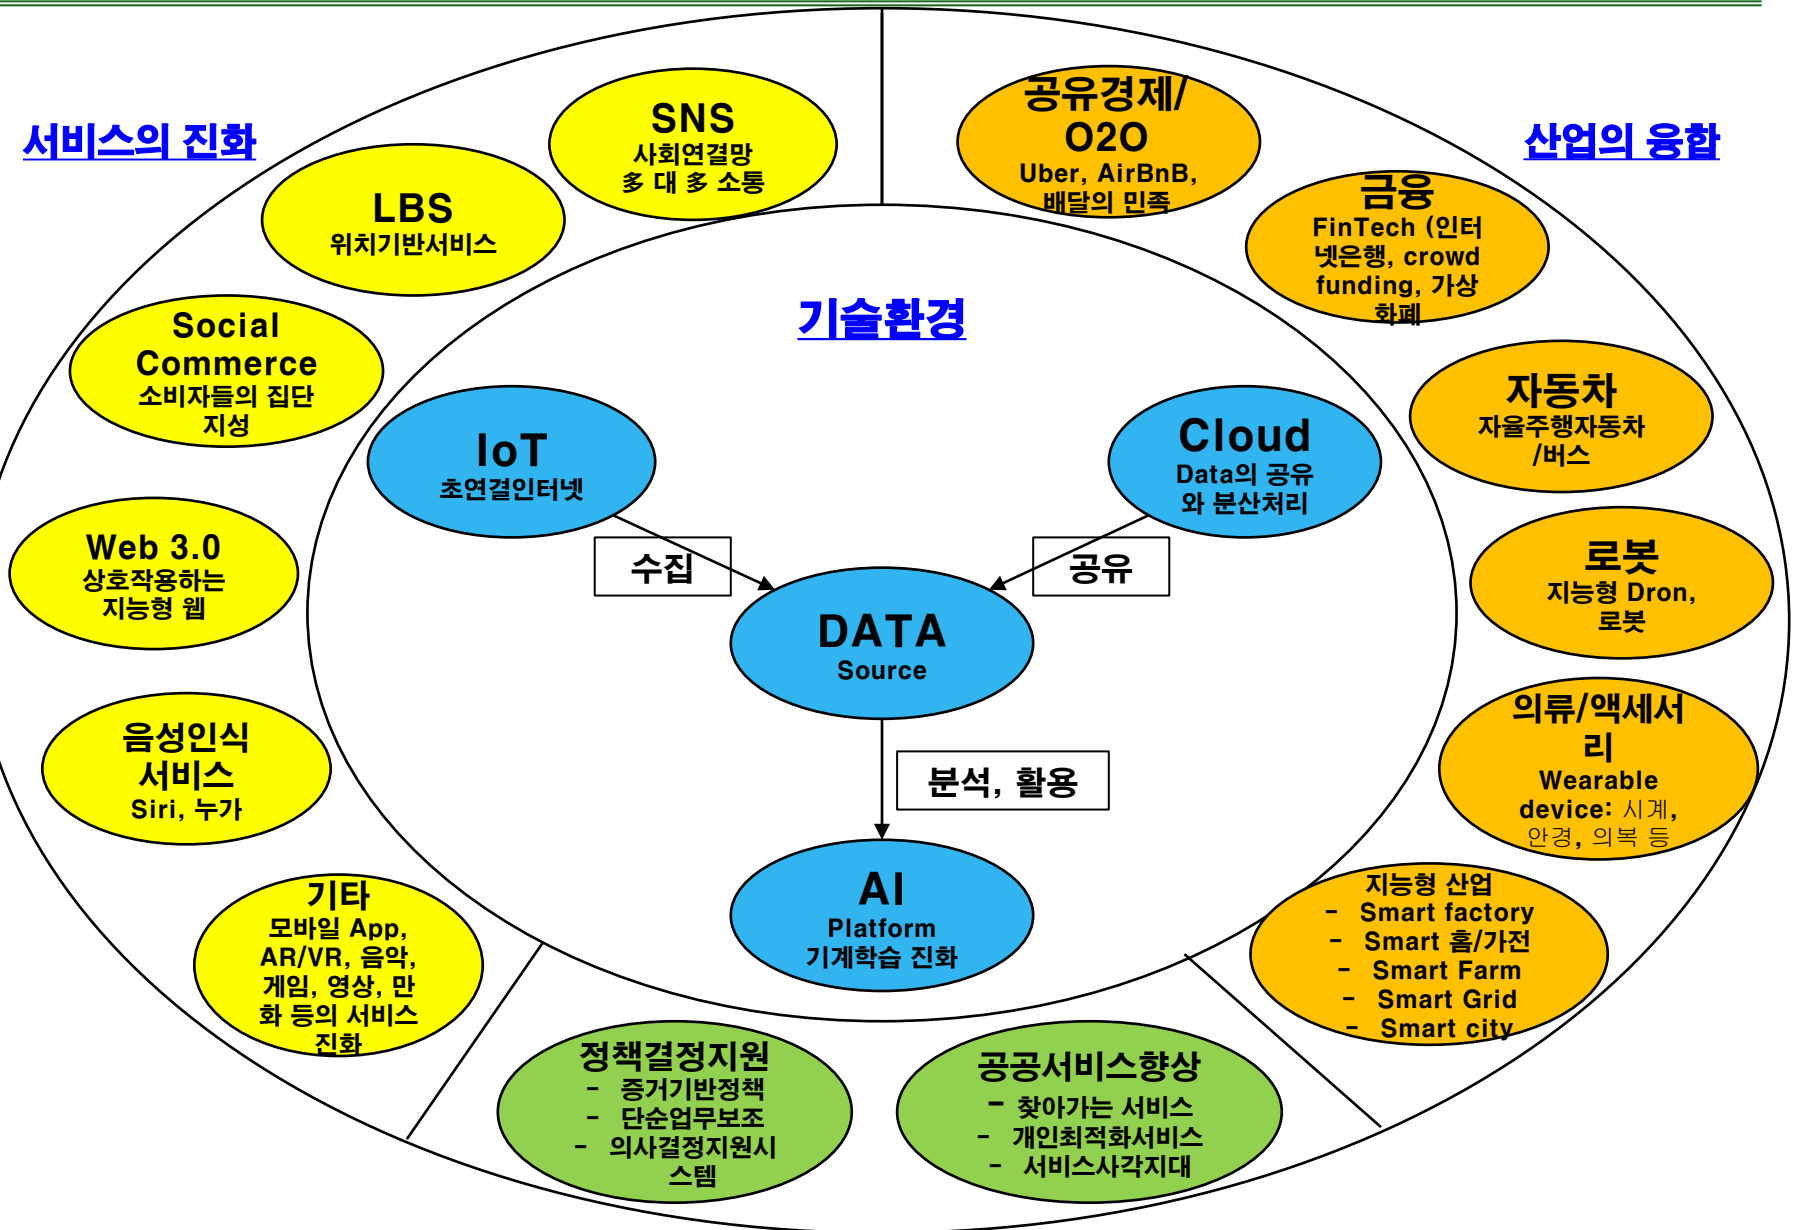 서비스의 진화
산업의 융합
기술환경
SNS
사회연결망
多 대 多 소통
LBS
위치기반서비스
Social
Commerce
소비자들의 집단
지성
Web 3.0
상호작용하는
지능형 웹
음성인식
서비스
Siri, 누가
기타
모바일 App,
AR/VR, 음악,
게임, 영상, 만
화 등의 서비스
진화
공유경제/
O2O
Uber, AirBnB,
배달의 민족
금융
FinTech (인터
넷은행, crowd
funding, 가상
화폐
자동차
자율주행자동차
/버스
로봇
지능형 Dron,
로봇
의류/액세서
리
Wearable
device: 시계,
안경, 의복 등
지능형 산업
- Smart factory
- Smart 홈/가전
- Smart Farm
- Smart Grid
- Smart city
IoT
초연결인터넷
Cloud
Data의 공유
와 분산처리
수집
공유
DATA
Source
분석, 활용
AI
Platform
기계학습 진화
정책결정지원
- 증거기반정책
- 단순업무보조
- 의사결정지원시
스템
공공서비스향상
- 찾아가는 서비스
- 개인최적화서비스
- 서비스사각지대